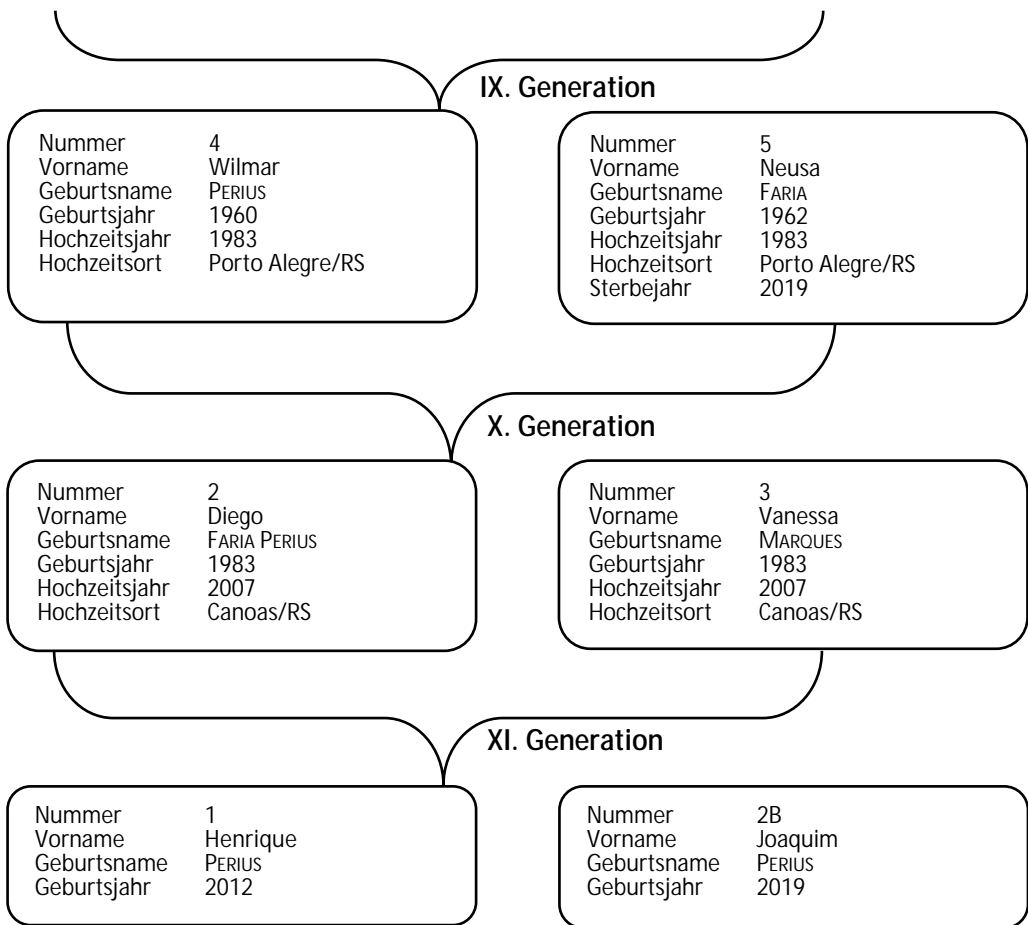 IX. Generation
Nummer 4
Vorname Wilmar
Geburtsname PERIUS
Geburtsjahr 1960
Hochzeitsjahr 1983
Hochzeitsort Porto Alegre/RS
Nummer 5
Vorname Neusa
Geburtsname FARIA
Geburtsjahr 1962
Hochzeitsjahr 1983
Hochzeitsort Porto Alegre/RS
Sterbejahr 2019
X. Generation
Nummer 2
Vorname Diego
Geburtsname FARIA PERIUS
Geburtsjahr 1983
Hochzeitsjahr 2007
Hochzeitsort Canoas/RS
Nummer 3
Vorname Vanessa
Geburtsname MARQUES
Geburtsjahr 1983
Hochzeitsjahr 2007
Hochzeitsort Canoas/RS
XI. Generation
Nummer 1
Vorname Henrique
Geburtsname PERIUS
Geburtsjahr 2012
Nummer 2B
Vorname Joaquim
Geburtsname PERIUS
Geburtsjahr 2019